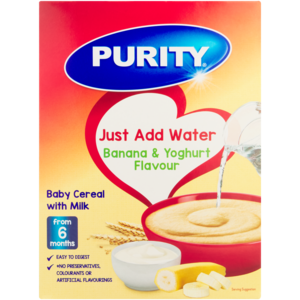 PURITY
Just Add Water
Banana & Yoghurt
Flavour
Baby Cereal
with Milk
from
6
months
EASY TO DIGEST
*NO PRESERVATIVES,
COLOURANTS OR
ARTIFICIAL FLAVOURINGS